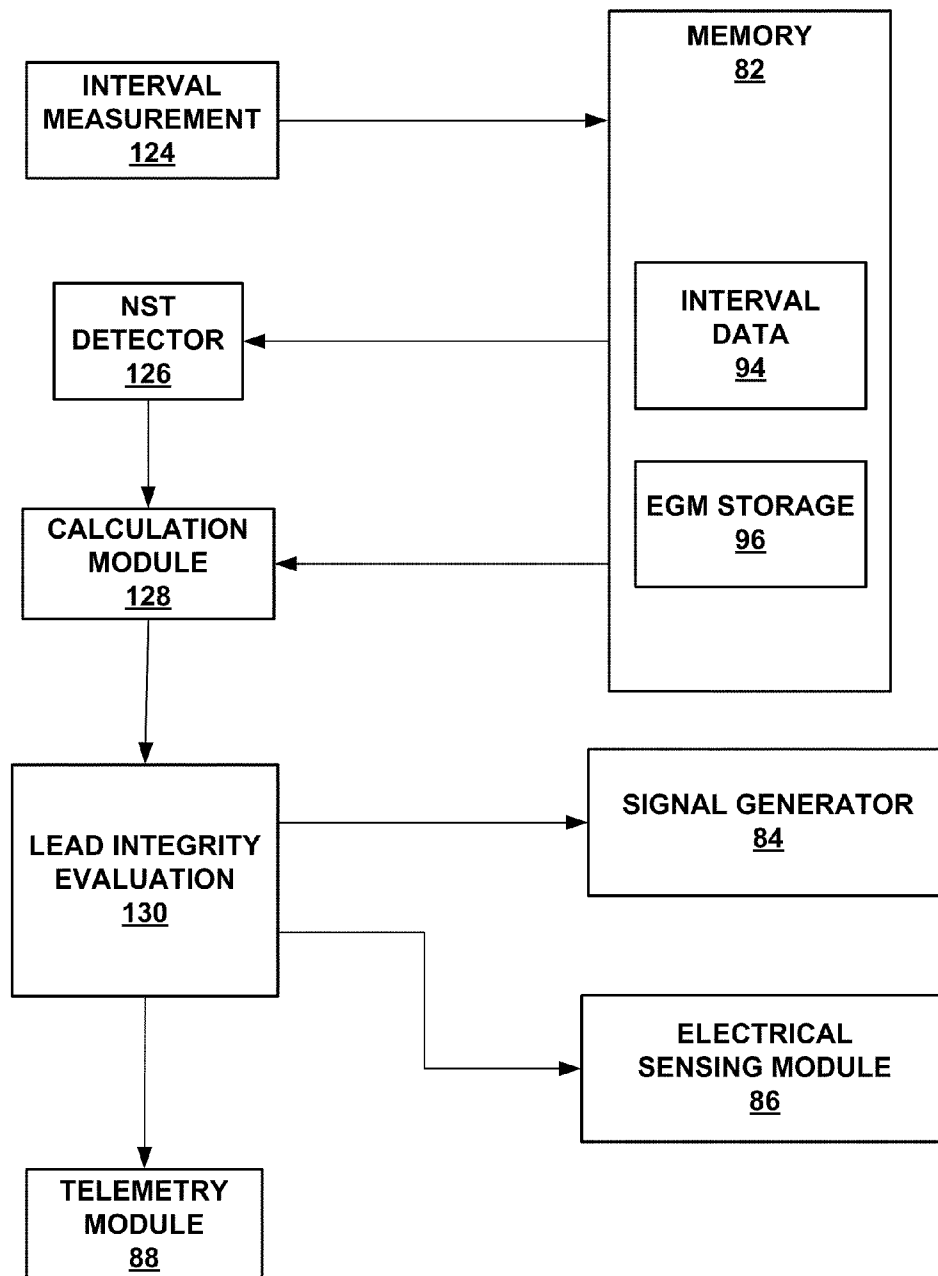 INTERVAL
MEASUREMENT
124
MEMORY
82
NST
DETECTOR
126
INTERVAL
DATA
94
CALCULATION
MODULE
128
EGM STORAGE
96
LEAD INTEGRITY
EVALUATION
130
SIGNAL GENERATOR
84
ELECTRICAL
SENSING MODULE
86
TELEMETRY
MODULE
88